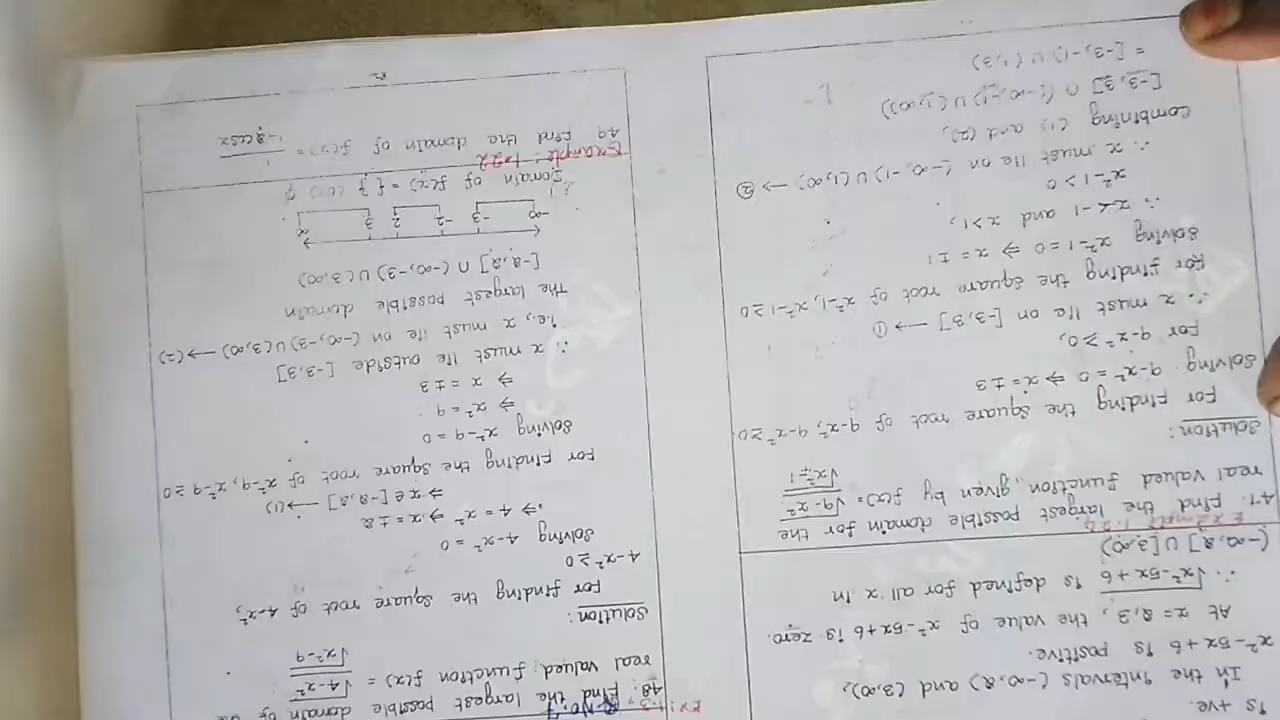 is +ve.
In the intervals (-∞,2) and (3,∞),
x²-5x+6 is positive.
At x = 2,3, the value of x²-5x+6 is zero.
∴ √x²-5x+6 is defined for all x in
(-∞,2] ∪ [3,∞)
47. Find the largest possible domain for the
real valued function given by f(x) = √9-x² / √x²-1
Solution:
For finding the square root of 9-x², 9-x² ≥ 0
Solving 9-x² = 0 ⇒ x = ±3
For 9-x² ≥ 0,
∴ x must lie on [-3,3] → ①
For finding the square root of x²-1, x²-1 ≥ 0
Solving x²-1 = 0 ⇒ x = ±1
∴ x < -1 and x > 1,
x²-1 > 0
∴ x must lie on (-∞,-1) ∪ (1,∞) → ②
Combining (1) and (2),
[-3,3] ∩ (-∞,-1) ∪ (1,∞)
= [-3,-1) ∪ (1,3)
48. Find the largest possible domain of the
real valued function f(x) = √4-x² / √x²-9
Solution:
For finding the square root of 4-x²,
4-x² ≥ 0
Solving 4-x² = 0
⇒ 4 = x² ⇒ x = ±2
⇒ x ∈ [-2,2] → (1)
For finding the square root of x²-9, x²-9 ≥ 0
Solving x²-9 = 0
⇒ x² = 9
⇒ x = ±3
∴ x must lie outside [-3,3]
i.e., x must lie on (-∞,-3) ∪ (3,∞) → (2)
The largest possible domain
[-2,2] ∩ (-∞,-3) ∪ (3,∞)
-∞ -3 -2 2 3 ∞
Domain of f(x) = { }
Example: 1.22
49 Find the domain of f(x) = 1 / 1-2cosx